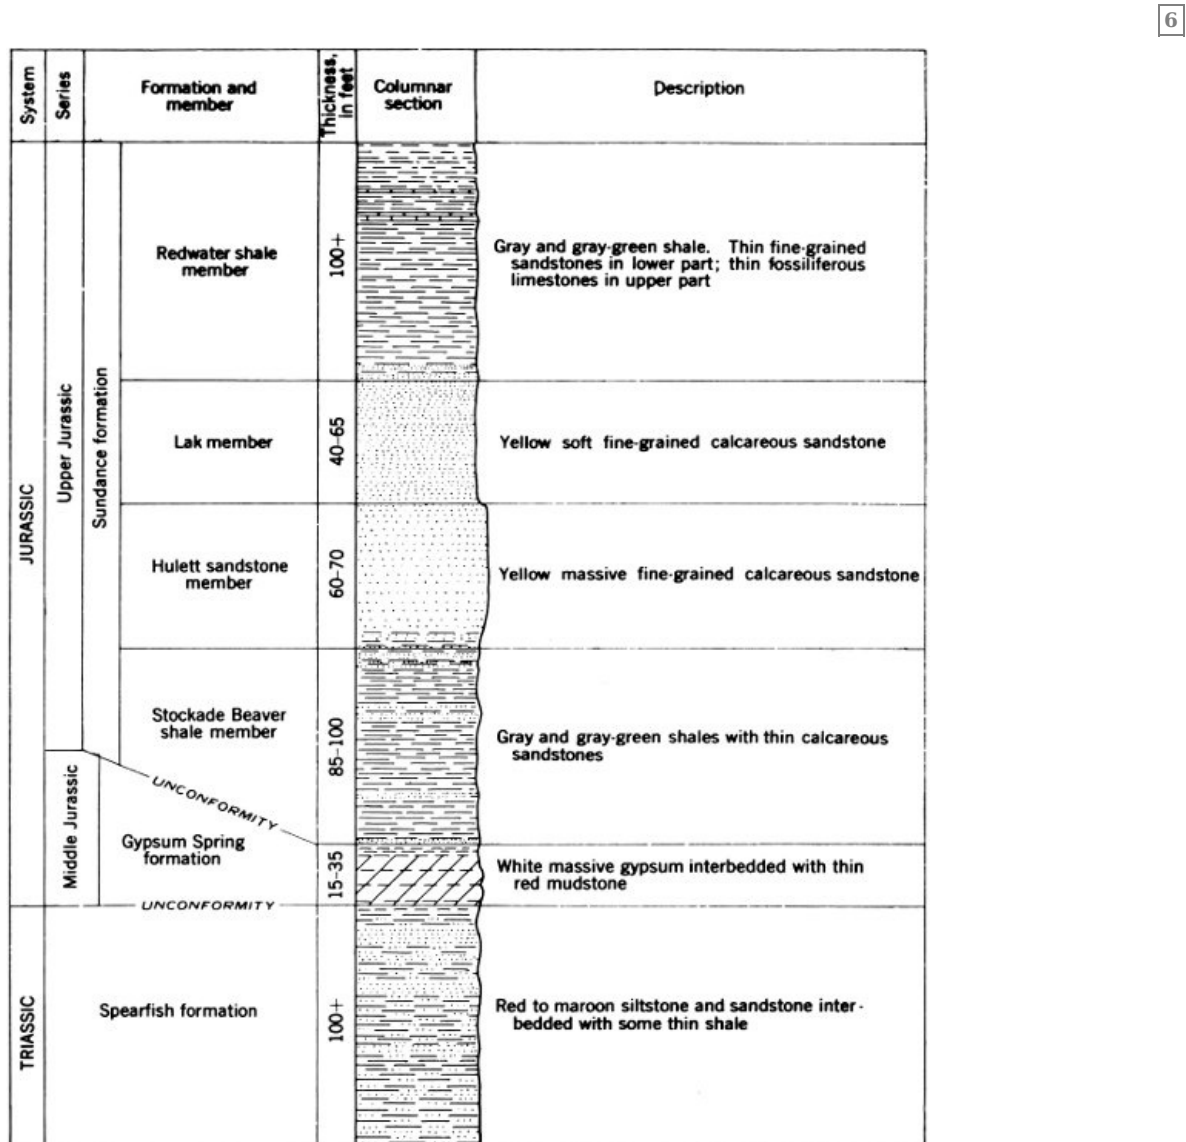 6
System
Series
Formation and
member
Thickness,
in feet
Columnar
section
Description
JURASSIC
Upper Jurassic
Sundance formation
Redwater shale
member
100+
Gray and gray-green shale. Thin fine-grained
sandstones in lower part; thin fossiliferous
limestones in upper part
Lak member
40-65
Yellow soft fine-grained calcareous sandstone
Hulett sandstone
member
60-70
Yellow massive fine-grained calcareous sandstone
Stockade Beaver
shale member
85-100
Gray and gray-green shales with thin calcareous
sandstones
UNCONFORMITY
Middle Jurassic
Gypsum Spring
formation
15-35
White massive gypsum interbedded with thin
red mudstone
UNCONFORMITY
TRIASSIC
Spearfish formation
100+
Red to maroon siltstone and sandstone inter-
bedded with some thin shale